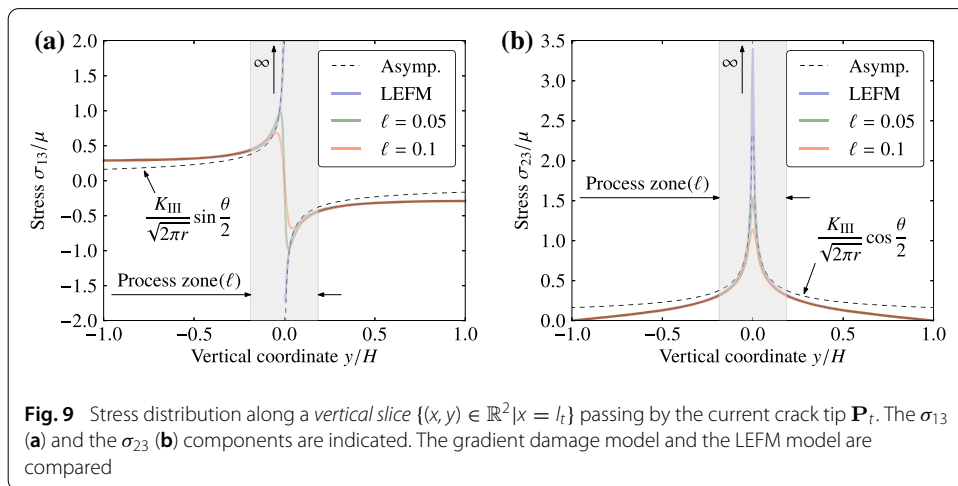 (a)
2.0
1.5
1.0
0.5
0.0
−0.5
−1.0
−1.5
−2.0
Stress σ13/μ
∞
Asymp.
LEFM
ℓ = 0.05
ℓ = 0.1
K_III/√(2πr) sin θ/2
Process zone(ℓ)
−1.0 −0.5 0.0 0.5 1.0
Vertical coordinate y/H
(b)
3.5
3.0
2.5
2.0
1.5
1.0
0.5
0.0
Stress σ23/μ
∞
Asymp.
LEFM
ℓ = 0.05
ℓ = 0.1
Process zone(ℓ)
K_III/√(2πr) cos θ/2
−1.0 −0.5 0.0 0.5 1.0
Vertical coordinate y/H
Fig. 9 Stress distribution along a vertical slice {(x, y) ∈ ℝ² | x = l_t} passing by the current crack tip P_t. The σ13
(a) and the σ23 (b) components are indicated. The gradient damage model and the LEFM model are
compared